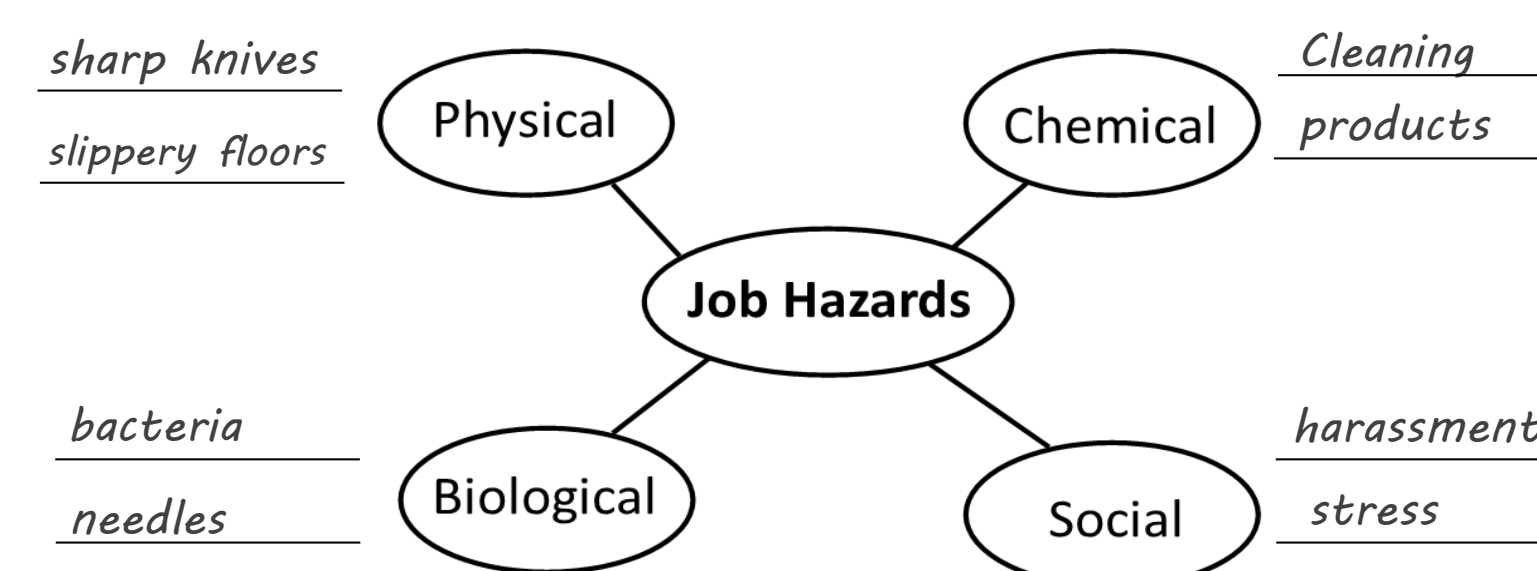 sharp knives
slippery floors
Physical
Chemical
Cleaning
products
Job Hazards
bacteria
needles
Biological
Social
harassment
stress